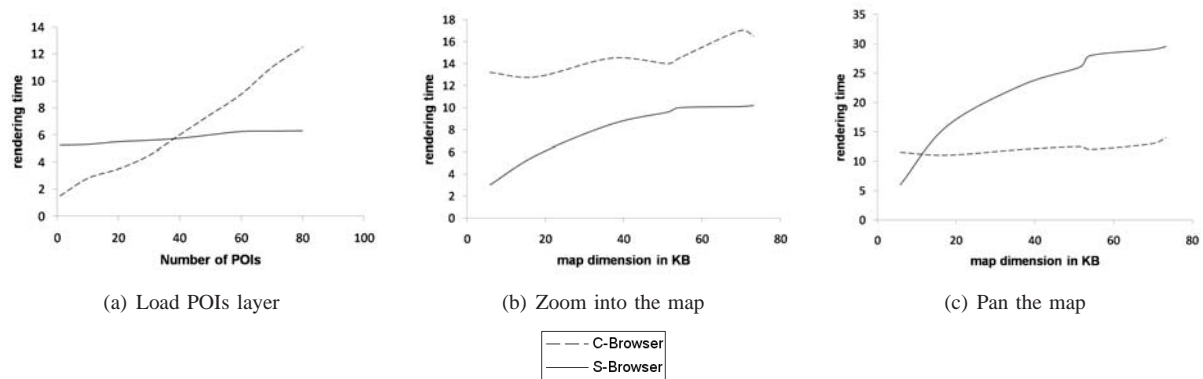 14
12
10
8
6
4
2
0
rendering time
0 20 40 60 80 100
Number of POIs
(a) Load POIs layer
18
16
14
12
10
8
6
4
2
0
rendering time
0 20 40 60 80
map dimension in KB
(b) Zoom into the map
35
30
25
20
15
10
5
0
rendering time
0 20 40 60 80
map dimension in KB
(c) Pan the map
C-Browser
S-Browser